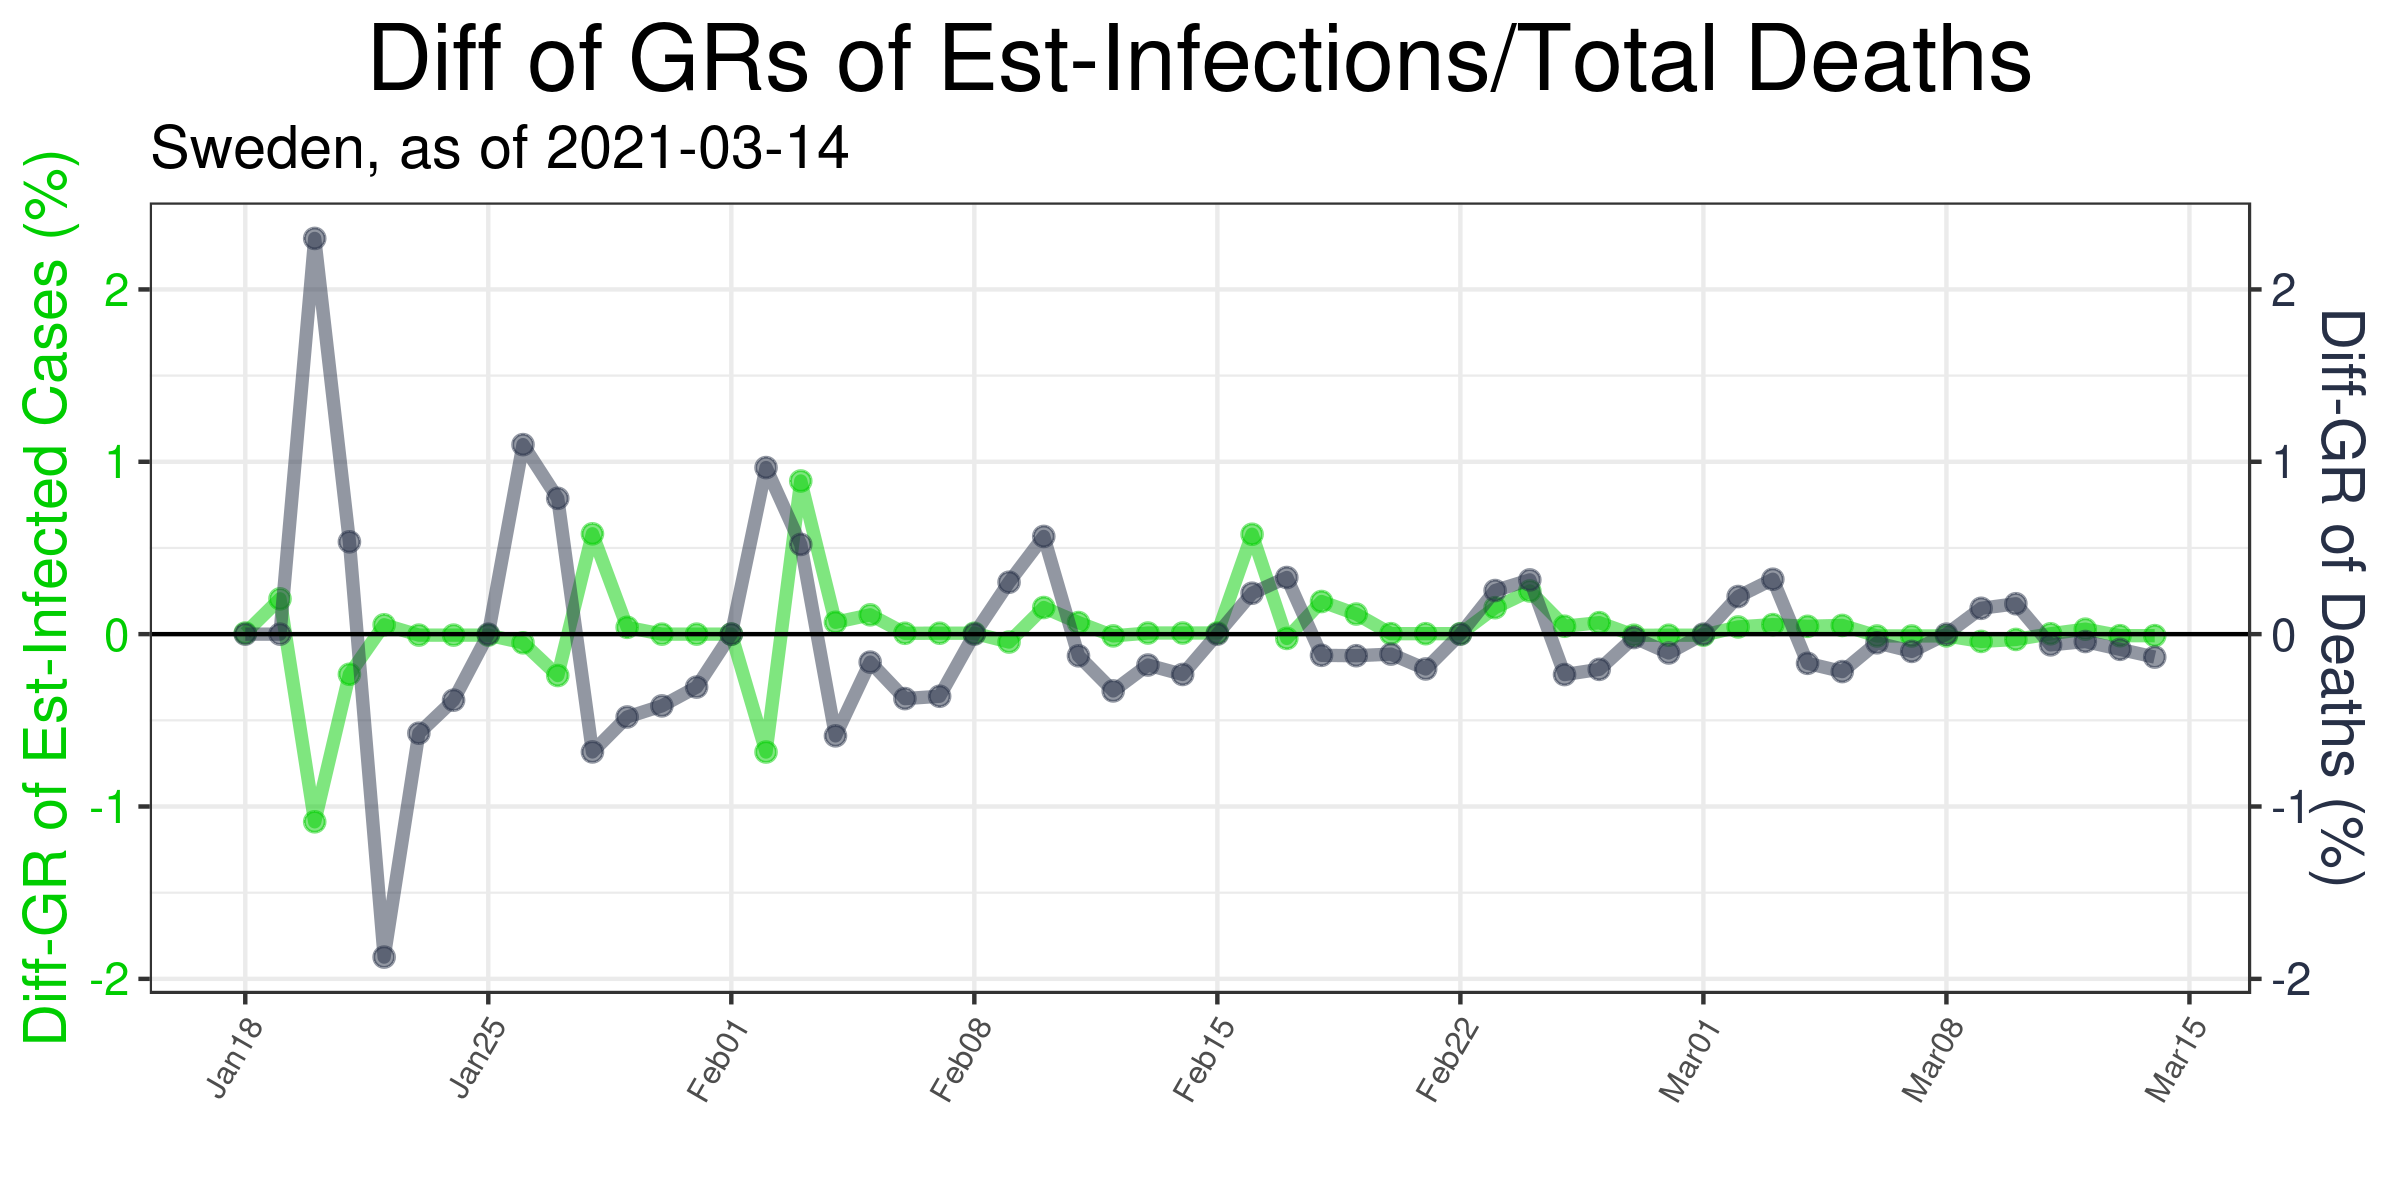 Diff of GRs of Est-Infections/Total Deaths
Sweden, as of 2021-03-14
Diff-GR of Est-Infected Cases (%)
2
1
0
-1
-2
2
1
0
-1
-2
Diff-GR of Deaths (%)
Jan18
Jan25
Feb01
Feb08
Feb15
Feb22
Mar01
Mar08
Mar15